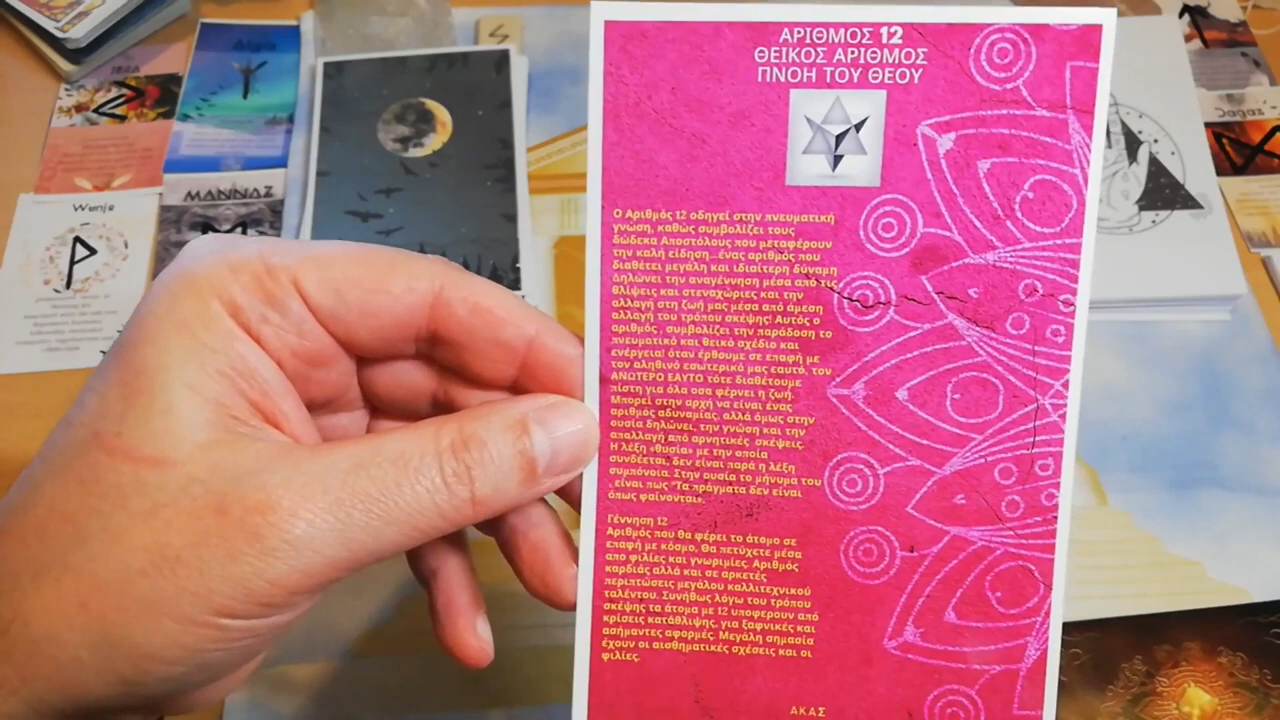 ΑΡΙΘΜΟΣ 12
ΘΕΙΚΟΣ ΑΡΙΘΜΟΣ
ΠΝΟΗ ΤΟΥ ΘΕΟΥ
Ο Αριθμός 12 οδηγεί στην πνευματική
γνώση, καθώς συμβολίζει τους
δώδεκα Αποστόλους που μεταφέρουν
την καλή είδηση...ένας αριθμός που
διαθέτει μεγάλη και ιδιαίτερη δύναμη
Δηλώνει την αναγέννηση μέσα από τις
θλίψεις και στεναχώριες και την
αλλαγή στη ζωή μας μέσα από άμεση
αλλαγή του τρόπου σκέψης! Αυτός ο
αριθμός , συμβολίζει την παράδοση το
πνευματικό και θεικό σχέδιο και
ενέργεια! όταν έρθουμε σε επαφή με
τον αληθινό εσωτερικό μας εαυτό, τον
ΑΝΩΤΕΡΟ ΕΑΥΤΟ τότε διαθέτουμε
πίστη για όλα οσα φέρνει η ζωή.
Μπορεί στην αρχή να είναι ένας
αριθμός αδυναμίας, αλλά όμως στην
ουσία δηλώνει, την γνώση και την
απαλλαγή από αρνητικές σκέψεις.
Η λέξη «θυσία» με την οποία
συνδέεται, δεν είναι παρά η λέξη
συμπόνοια. Στην ουσία το μήνυμα του
, είναι πως "Τα πράγματα δεν είναι
όπως φαίνονται».
Γέννηση 12
Αριθμός που θα φέρει το άτομο σε
επαφή με κόσμο, Θα πετύχετε μέσα
απο φιλίες και γνωριμίες. Αριθμός
καρδιάς αλλά και σε αρκετές
περιπτώσεις μεγάλου καλλιτεχνικού
ταλέντου. Συνήθως λόγω του τρόπου
σκέψης τα άτομα με 12 υποφερουν από
κρίσεις κατάθλιψης, για ξαφνικές και
ασήμαντες αφορμές. Μεγάλη σημασία
έχουν οι αισθηματικές σχέσεις και οι
φιλίες.
ΑΚΑΣ
Algiz
MANNAZ
Wunjo